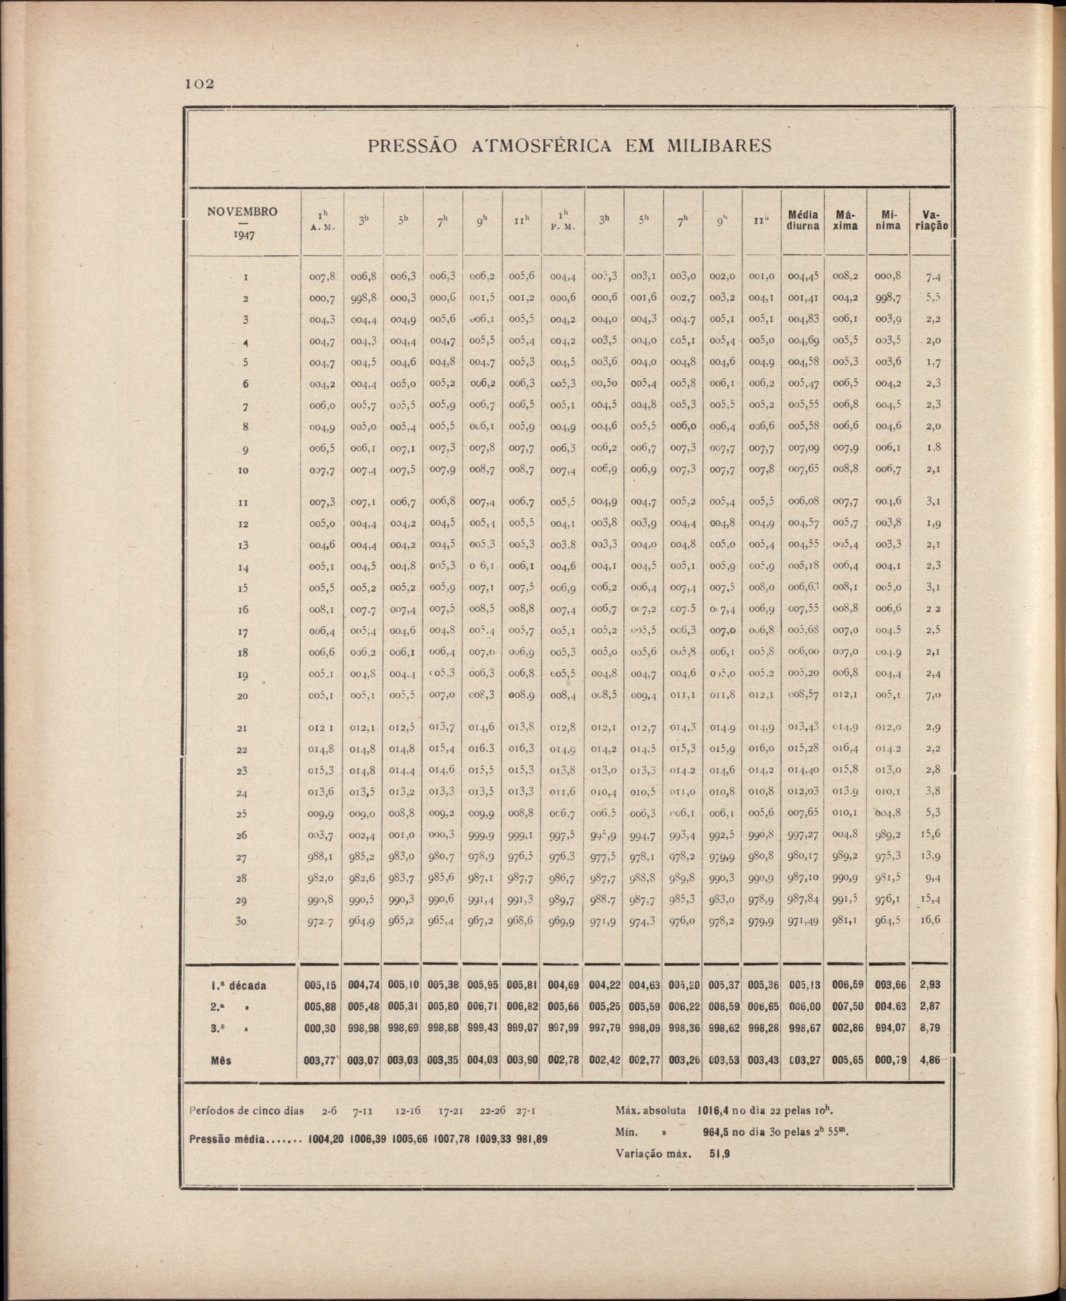 102
PRESSÃO ATMOSFÉRICA EM MILIBARES
NOVEMBRO — 1947 1h A. M. 3h 5h 7h 9h 11h 1h P. M. 3h 5h 7h 9h 11h Média diurna Má-xima Mí-nima Va-riação
1 007,8 006,8 006,3 006,3 006,2 005,6 004,4 005,3 003,1 003,0 002,0 001,0 004,45 008,2 000,8 7.4
2 000,7 998,8 000,3 000,6 001,5 001,2 000,6 000,6 001,6 002,7 003,2 004,1 001,41 004,2 998,7 5,5
3 004,3 004,4 004,9 005,6 006,1 005,5 004,2 004,0 004,3 004.7 005,1 005,1 004,83 006,1 003,9 2,2
4 004,7 004,3 004,4 004,7 005,5 005,4 004,2 003,5 004,0 005,1 005,4 005,0 004,69 005,5 003,5 2,0
5 004,7 004,5 004,6 004,8 004,7 005,3 004,5 003,6 004,0 004,8 004,6 004,9 004,58 005,3 003,6 1,7
6 004,2 004,4 005,0 005,2 006,2 006,3 005,3 00,50 005,4 005,8 006,1 006,2 005,47 006,5 004,2 2,3
7 006,0 005,7 005,5 005,9 006,7 006,5 005,1 004,5 004,8 005,3 005,5 005,2 005,55 006,8 004,5 2,3
8 004,9 005,0 005,4 005,5 006,1 005,9 004,9 004,6 005,5 006,0 006,4 006,6 005,58 006,6 004,6 2,0
9 006,5 006,1 007,1 007,3 007,8 007,7 006,3 006,2 006,7 007,3 007,7 007,7 007,09 007,9 006,1 1.8
10 007,7 007,4 007,5 007,9 008,7 008,7 007,4 006,9 006,9 007,3 007,7 007,8 007,65 008,8 006,7 2,1
11 007,3 007,1 006,7 006,8 007,4 006,7 005,5 004,9 004,7 005,2 005,4 005,5 006,08 007,7 004,6 3,1
12 005,0 004,4 004,2 004,5 005,4 005,5 004,1 003,8 003,9 004,4 004,8 004,9 004,57 005,7 003,8 1,9
13 004,6 004,4 004,2 004,5 005,3 005,3 003.8 003,3 004,0 004,8 005,0 005,4 004,55 005,4 003,3 2,1
14 005,1 004,5 004,8 005,3 0 6,1 006,1 004,6 004,1 004,5 005,1 005,9 005,9 005,18 006,4 004,1 2,3
15 005,5 005,2 005,2 005,9 007,1 007,5 006,9 006,2 006,4 007,4 007,5 008,0 006,63 008,1 005,0 3,1
16 008,1 007.7 007,4 007,5 008,5 008,8 007,4 006,7 007,2 007.5 007,4 006,9 007,55 008,8 006,6 2 2
17 006,4 005,4 004,6 004,8 005,4 005,7 005,1 005,2 005,5 006,3 007,0 006,8 005,68 007,0 004,5 2,5
18 006,6 006.2 006,1 006,4 007,0 006,9 005,3 005,0 005,6 005,8 006,1 005,8 006,00 007,0 004,9 2,1
19 005,1 004,8 004,4 005,3 006,3 006,8 005,5 004,8 004,7 004,6 005,0 005,2 005,20 006,8 004,4 2,4
20 005,1 005,1 005,5 007,0 008,3 008.9 008,4 008,5 009,4 011,1 011,8 012,1 008,57 012,1 005,1 7,0
21 012 1 012,1 012,5 013,7 014,6 013,8 012,8 012,1 012,7 014,3 014,9 014,9 013,43 014,9 012,0 2,9
22 014,8 014,8 014,8 015,4 016.3 016,3 014,9 014,2 014,5 015,3 015,9 016,0 015,28 016,4 014,2 2,2
23 015,3 014,8 014,4 014,6 015,5 015,3 013,8 013,0 013,3 014,2 014,6 014,2 014,40 015,8 013,0 2,8
24 013,6 013,5 013,2 013,3 013,5 013,3 011,6 010,4 010,5 011,0 010,8 010,8 012,03 013,9 010,1 3,8
25 009,9 009,0 008,8 009,2 009,9 008,8 006.7 006,5 006,3 006,1 006,1 005,6 007,65 010,1 004,8 5,3
26 003,7 002,4 001,0 000,3 999,9 999,1 997,5 995,9 994,7 993,4 992,5 990,8 997,27 004,8 989,2 15,6
27 988,1 985,2 983,0 980,7 978,9 976,5 976,3 977,5 978,1 978,2 979,9 980,8 980,17 989,2 975,3 13,9
28 982,0 982,6 983,7 985,6 987,1 987,7 986,7 987,7 988,8 989,8 990,3 990,9 987,10 990,9 981,5 9,4
29 990,8 990,5 990,3 990,6 991,4 991,3 989,7 988,7 987,7 985,3 983,0 978,9 987,84 991,5 976,1 15,4
30 972,7 964,9 965,2 965,4 967,2 968,6 969,9 971,9 974,3 976,0 978,2 979,9 971,49 981,1 964,5 16,6
1.ª década 005,15 004,74 005,10 005,38 005,95 005,81 004,69 004,22 004,63 005,20 005,37 005,36 005,13 006,59 003,66 2,93
2.ª » 005,88 005,48 005,31 005,80 006,71 006,82 005,66 005,25 005,59 006,22 006,59 006,65 006,00 007,50 004.63 2,87
3.ª » 000,30 998,98 998,69 998,88 999,43 999,07 997,99 997,79 998,09 998,36 998,62 998,28 998,67 002,86 994,07 8,79
Mês 003,77 003,07 003,03 003,35 004,03 003,90 002,78 002,42 002,77 003,26 003,53 003,43 003,27 005,65 000,79 4,86
Períodos de cinco dias 2-6 7-11 12-16 17-21 22-26 27-1
Pressão média....... 1004,20 1006,39 1005,66 1007,78 1009,33 981,89
Máx. absoluta 1016,4 no dia 22 pelas 10h.
Mín. » 964,5 no dia 30 pelas 2h 55m.
Variação máx. 51,9